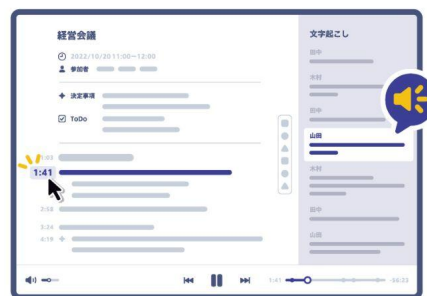 経営会議
2022/10/20 11:00~12:00
参加者
決定事項
ToDo
1:03
1:41
2:58
3:24
4:19
文字起こし
田中
木村
田中
山田
木村
田中
山田
1:41
-56:23